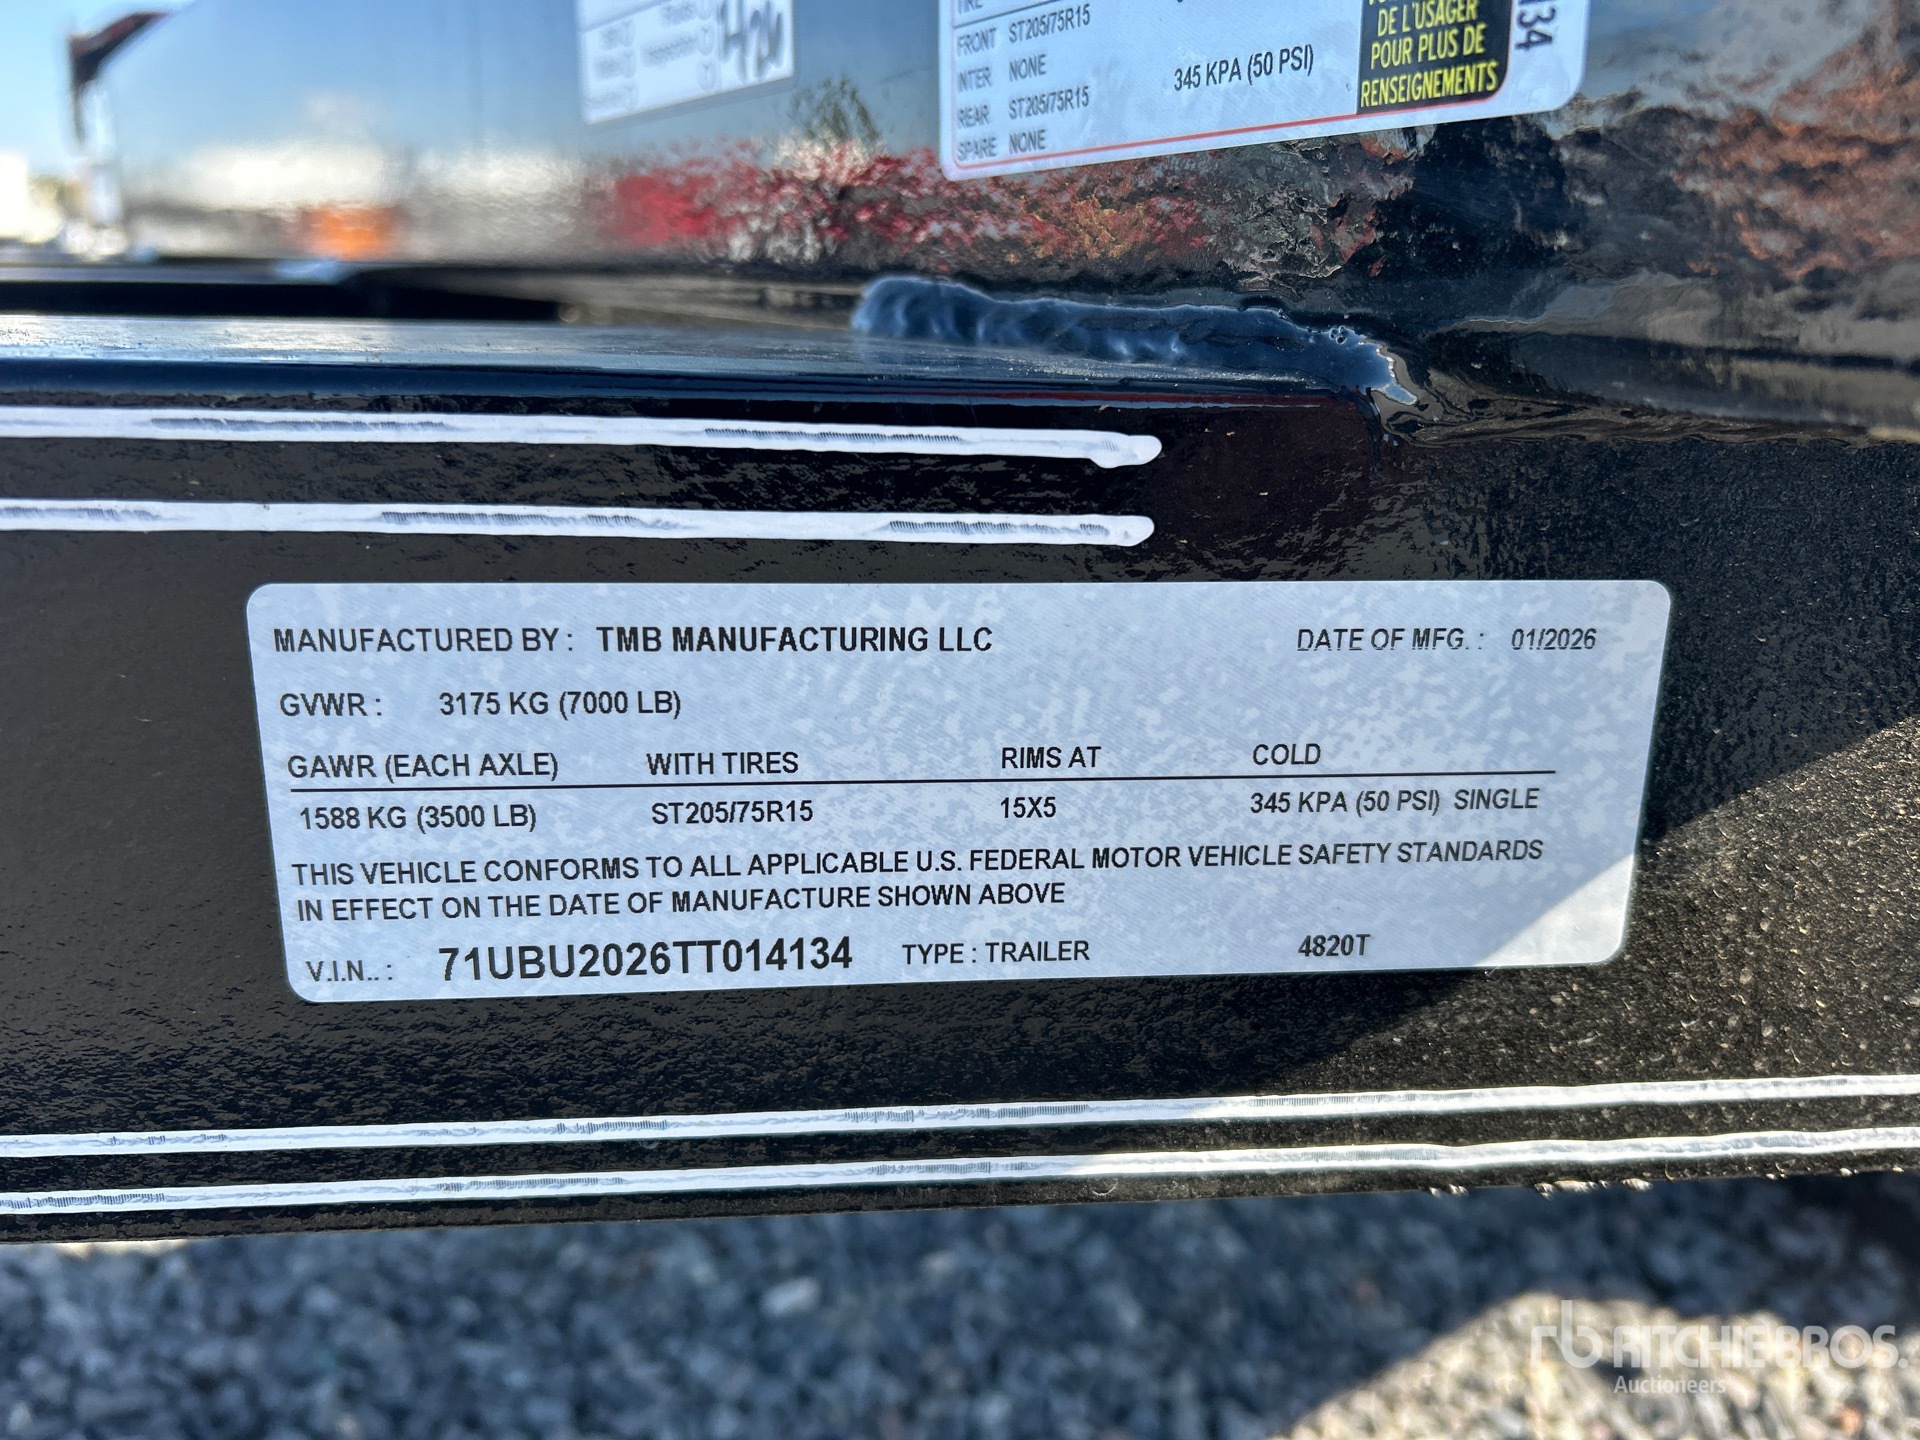 FRONT ST205/75R15
INTER NONE
345 KPA (50 PSI)
REAR ST205/75R15
SPARE NONE
DE L'USAGER
POUR PLUS DE
RENSEIGNEMENTS
MANUFACTURED BY : TMB MANUFACTURING LLC DATE OF MFG. : 01/2026
GVWR : 3175 KG (7000 LB)
GAWR (EACH AXLE) WITH TIRES RIMS AT COLD
1588 KG (3500 LB) ST205/75R15 15X5 345 KPA (50 PSI) SINGLE
THIS VEHICLE CONFORMS TO ALL APPLICABLE U.S. FEDERAL MOTOR VEHICLE SAFETY STANDARDS
IN EFFECT ON THE DATE OF MANUFACTURE SHOWN ABOVE
V.I.N.. : 71UBU2026TT014134 TYPE : TRAILER 4820T
rb RITCHIE BROS.
Auctioneers